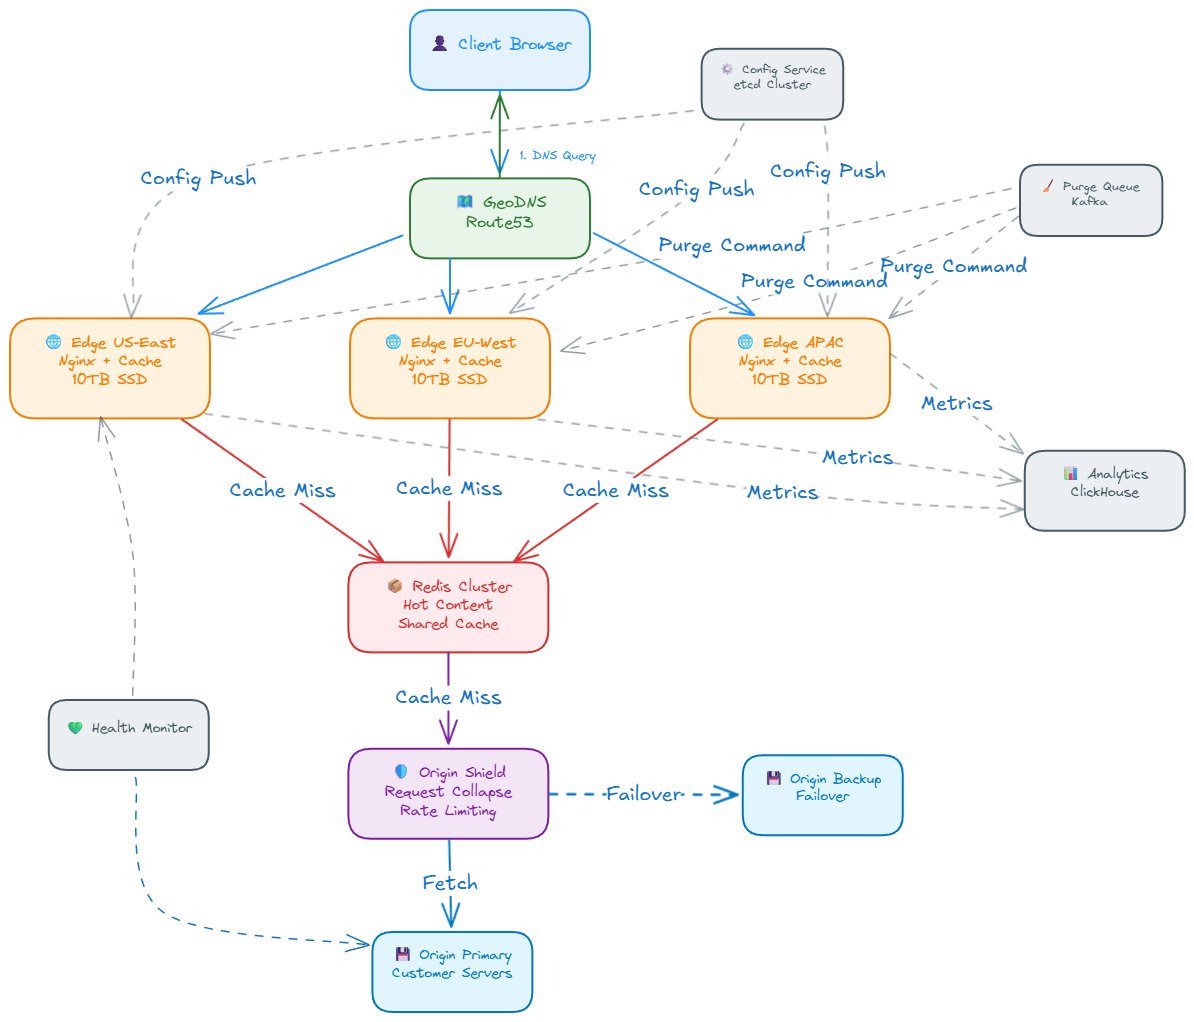 Client Browser
Config Service
etcd Cluster
1. DNS Query
Config Push
Config Push
Config Push
GeoDNS
Route53
Purge Queue
Kafka
Purge Command
Purge Command
Purge Command
Edge US-East
Nginx + Cache
10TB SSD
Edge EU-West
Nginx + Cache
10TB SSD
Edge APAC
Nginx + Cache
10TB SSD
Metrics
Metrics
Metrics
Analytics
ClickHouse
Cache Miss
Cache Miss
Cache Miss
Redis Cluster
Hot Content
Shared Cache
Cache Miss
Health Monitor
Origin Shield
Request Collapse
Rate Limiting
Failover
Origin Backup
Failover
Fetch
Origin Primary
Customer Servers